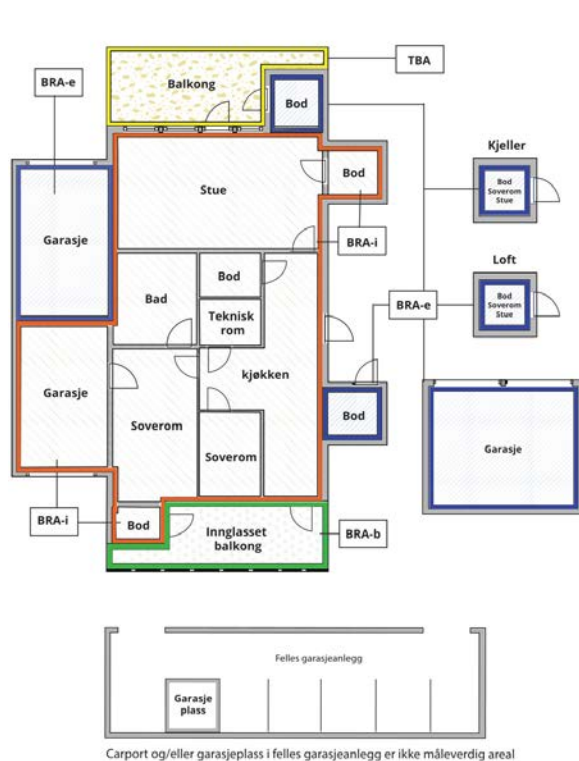 TBA
BRA-e
Balkong
Bod
Kjeller
Bod
Soverom
Stue
Stue
Bod
Garasje
BRA-i
Loft
Bod
Soverom
Stue
Bad
Bod
Teknisk
rom
BRA-e
kjøkken
Garasje
Bod
Soverom
Soverom
Garasje
BRA-i
Bod
Innglasset
balkong
BRA-b
Felles garasjeanlegg
Garasje
plass
Carport og/eller garasjeplass i felles garasjeanlegg er ikke måleverdig areal